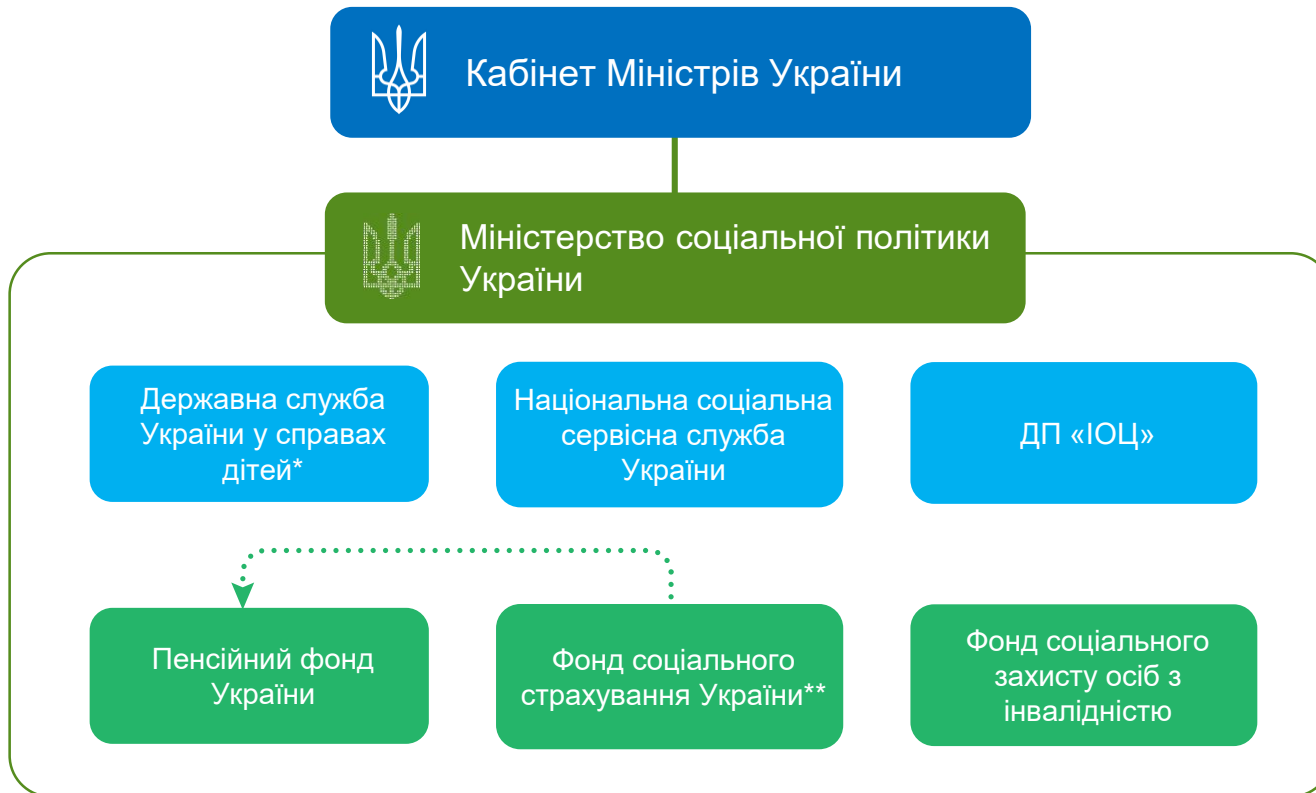 Кабінет Міністрів України
Міністерство соціальної політики
України
Державна служба
України у справах
дітей*
Національна соціальна
сервісна служба
України
ДП «ІОЦ»
Пенсійний фонд
України
Фонд соціального
страхування України**
Фонд соціального
захисту осіб з
інвалідністю